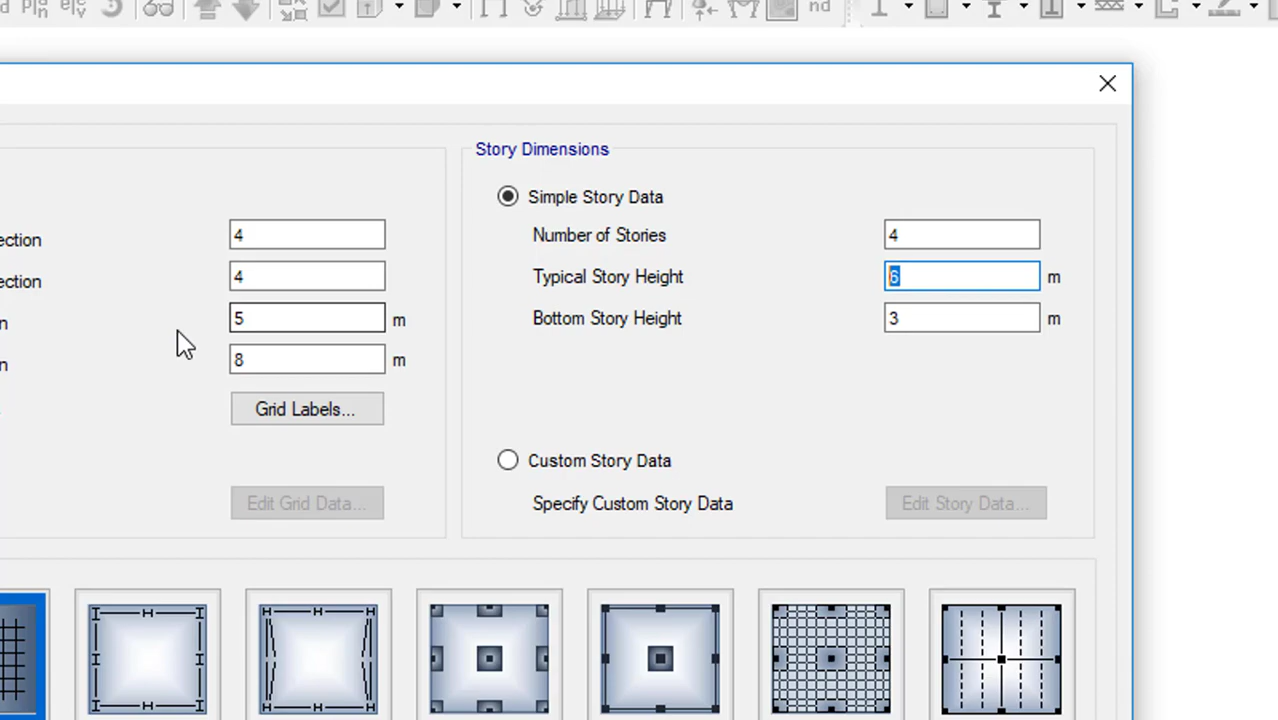 nd
Story Dimensions
Simple Story Data
ection 4
Number of Stories 4
ection 4
Typical Story Height 6 m
n 5 m
Bottom Story Height 3 m
n 8 m
Grid Labels...
Custom Story Data
Edit Grid Data...
Specify Custom Story Data Edit Story Data...